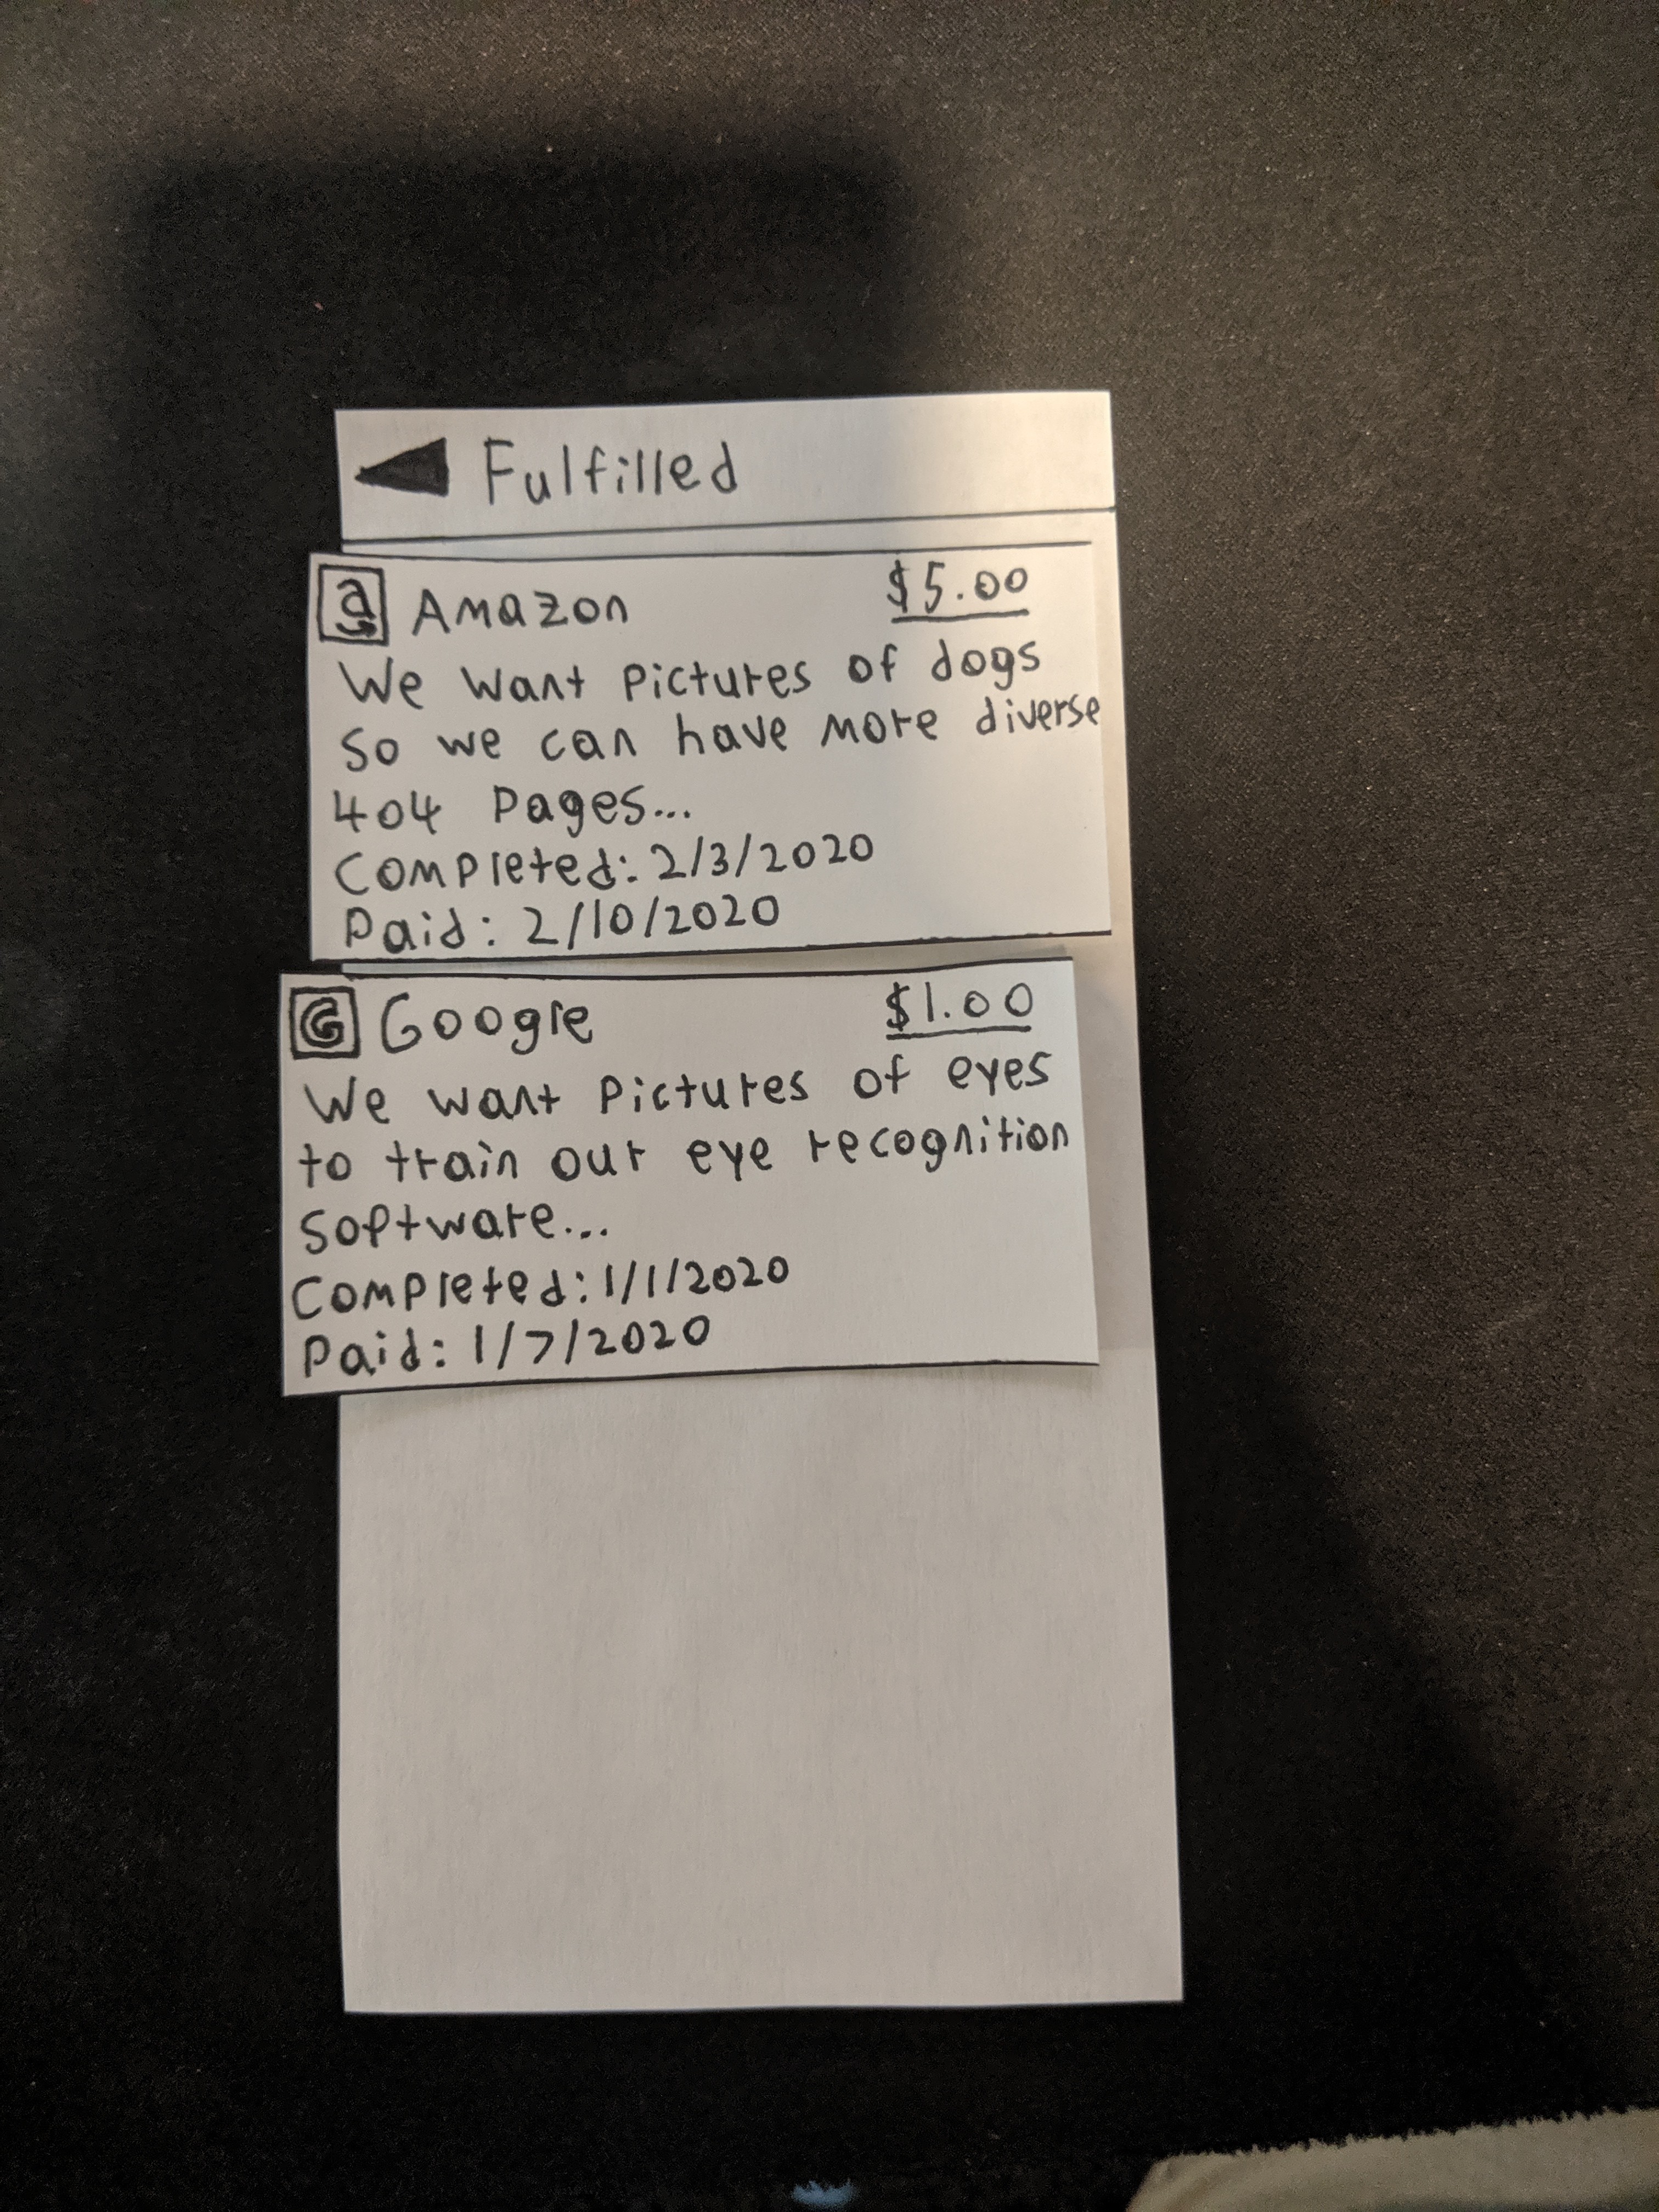 Fulfilled
a Amazon $5.00
We want pictures of dogs
so we can have more diverse
404 pages...
Completed: 2/3/2020
Paid: 2/10/2020
G Google $1.00
We want pictures of eyes
to train our eye recognition
software...
Completed: 1/1/2020
Paid: 1/7/2020